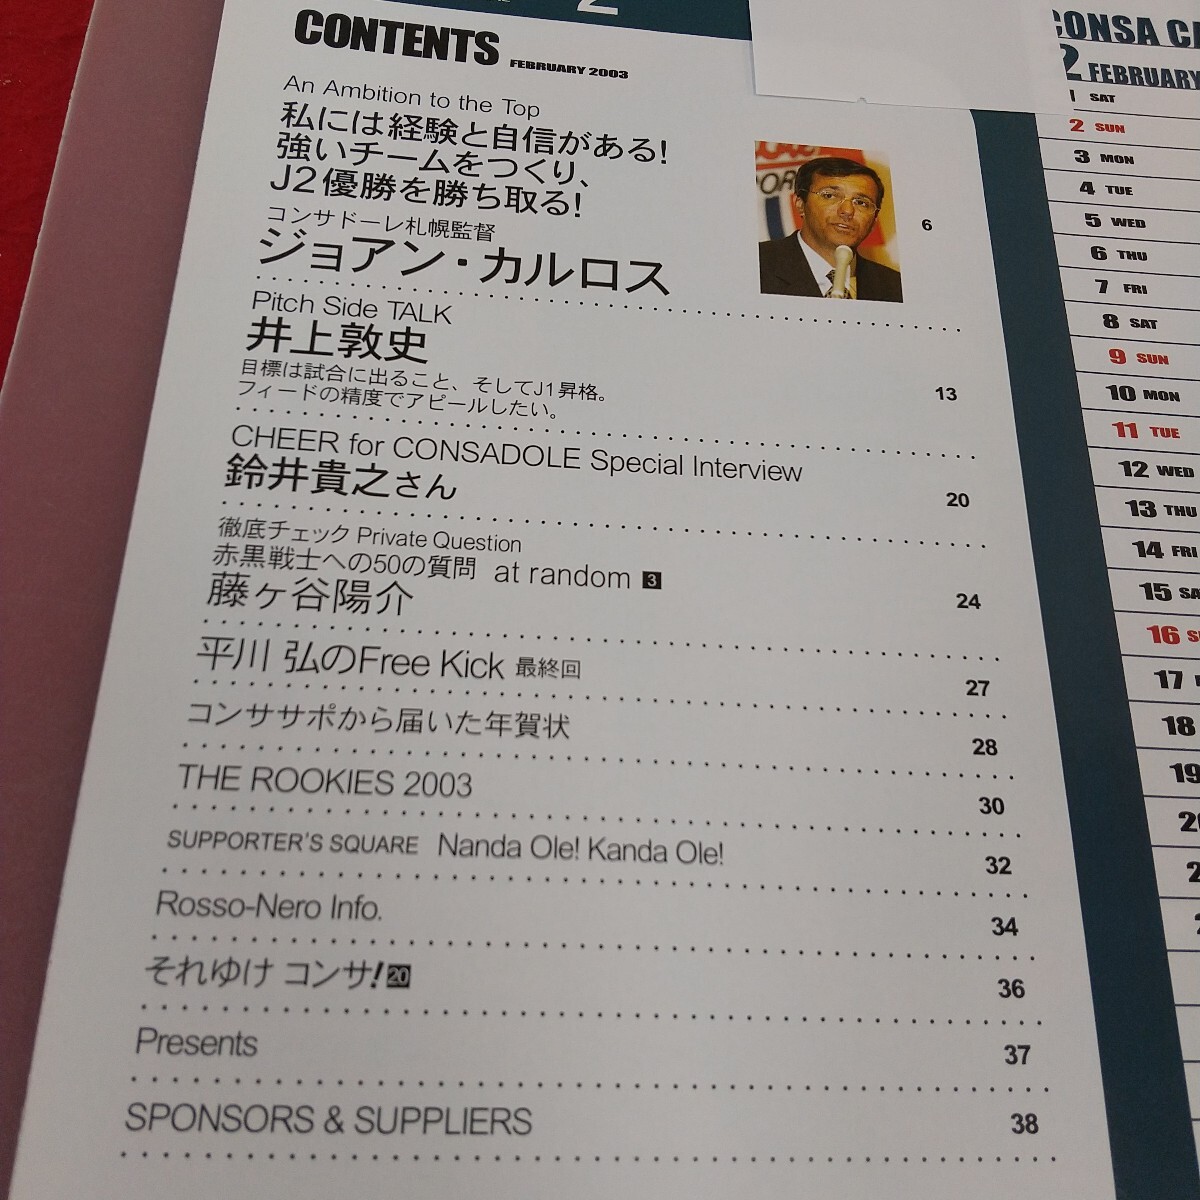 2
CONTENTS FEBRUARY 2003
An Ambition to the Top
私には経験と自信がある!
強いチームをつくり、
J2優勝を勝ち取る!
コンサドーレ札幌監督
ジョアン・カルロス
6
Pitch Side TALK
井上敦史
目標は試合に出ること、そしてJ1昇格。
フィードの精度でアピールしたい。
13
CHEER for CONSADOLE Special Interview
鈴井貴之さん
20
徹底チェック Private Question
赤黒戦士への50の質問 at random 3
藤ヶ谷陽介
24
平川 弘のFree Kick 最終回
27
コンササポから届いた年賀状
28
THE ROOKIES 2003
30
SUPPORTER'S SQUARE Nanda Ole! Kanda Ole!
32
Rosso-Nero Info.
34
それゆけ コンサ!20
36
Presents
37
SPONSORS & SUPPLIERS
38
CONSA CA
2 FEBRUARY
1 SAT
2 SUN
3 MON
4 TUE
5 WED
6 THU
7 FRI
8 SAT
9 SUN
10 MON
11 TUE
12 WED
13 THU
14 FRI
15 SA
16 S
17
18
19